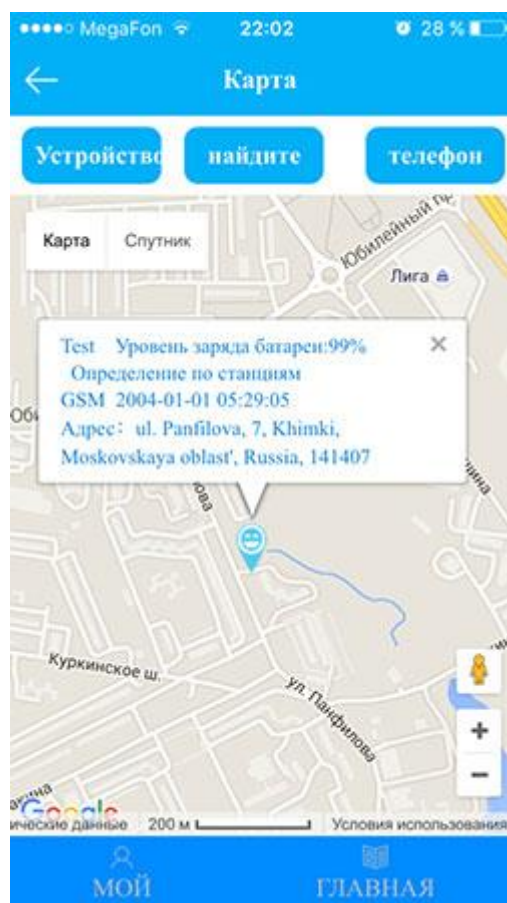 MegaFon 22:02 28 %
Карта
Устройство найдите телефон
Карта Спутник
Юбилейный пр.
Лига
Test Уровень заряда батареи:99%
Определение по станциям
GSM 2004-01-01 05:29:05
Адрес: ul. Panfilova, 7, Khimki,
Moskovskaya oblast', Russia, 141407
Куркинское ш.
ул. Панфилова
Google
ические данные 200 м Условия использования
МОЙ ГЛАВНАЯ